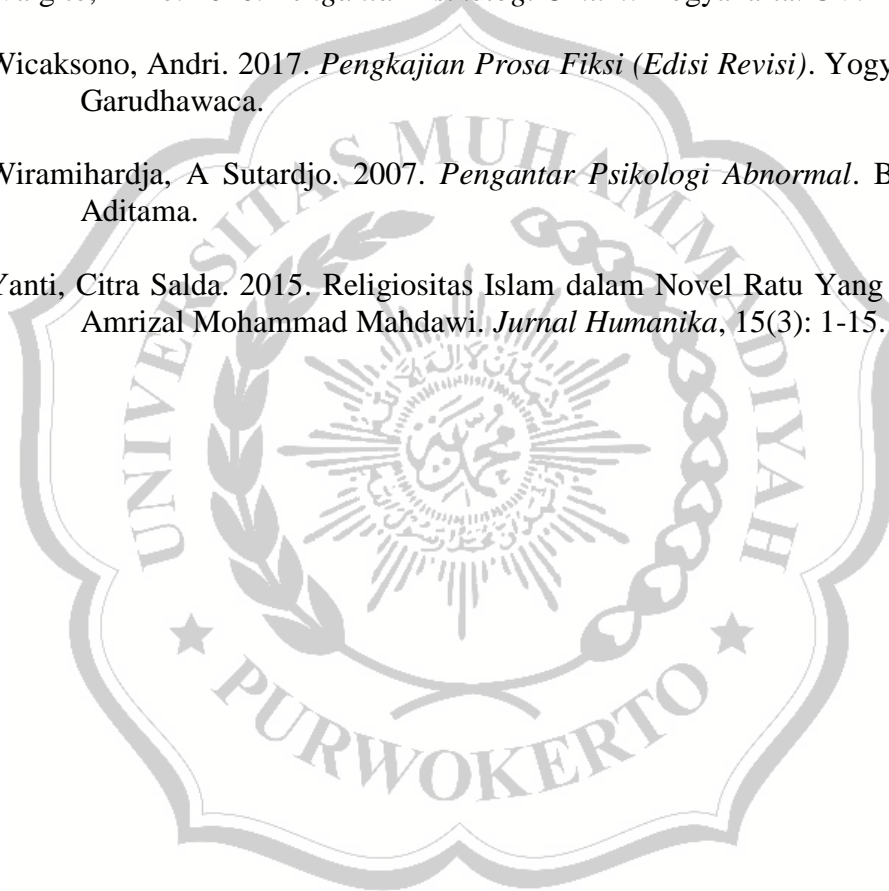 Wicaksono, Andri. 2017. Pengkajian Prosa Fiksi (Edisi Revisi). Yogy
Garudhawaca.
Wiramihardja, A Sutardjo. 2007. Pengantar Psikologi Abnormal. B
Aditama.
Yanti, Citra Salda. 2015. Religiositas Islam dalam Novel Ratu Yang
Amrizal Mohammad Mahdawi. Jurnal Humanika, 15(3): 1-15.
UNIVERSITAS MUHAMMADIYAH
PURWOKERTO